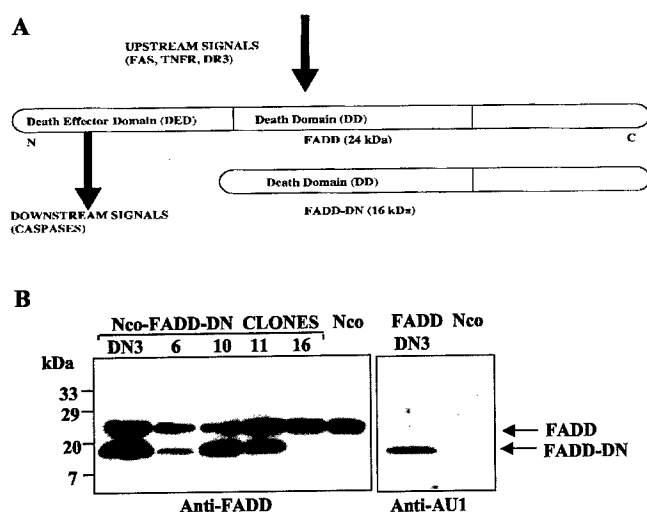 A
UPSTREAM SIGNALS
(FAS, TNFR, DR3)
Death Effector Domain (DED)
Death Domain (DD)
N
FADD (24 kDa)
C
Death Domain (DD)
FADD-DN (16 kDa)
DOWNSTREAM SIGNALS
(CASPASES)
B
Nco-FADD-DN CLONES Nco
DN3 6 10 11 16
FADD Nco
DN3
kDa
33
29
20
7
FADD
FADD-DN
Anti-FADD
Anti-AU1